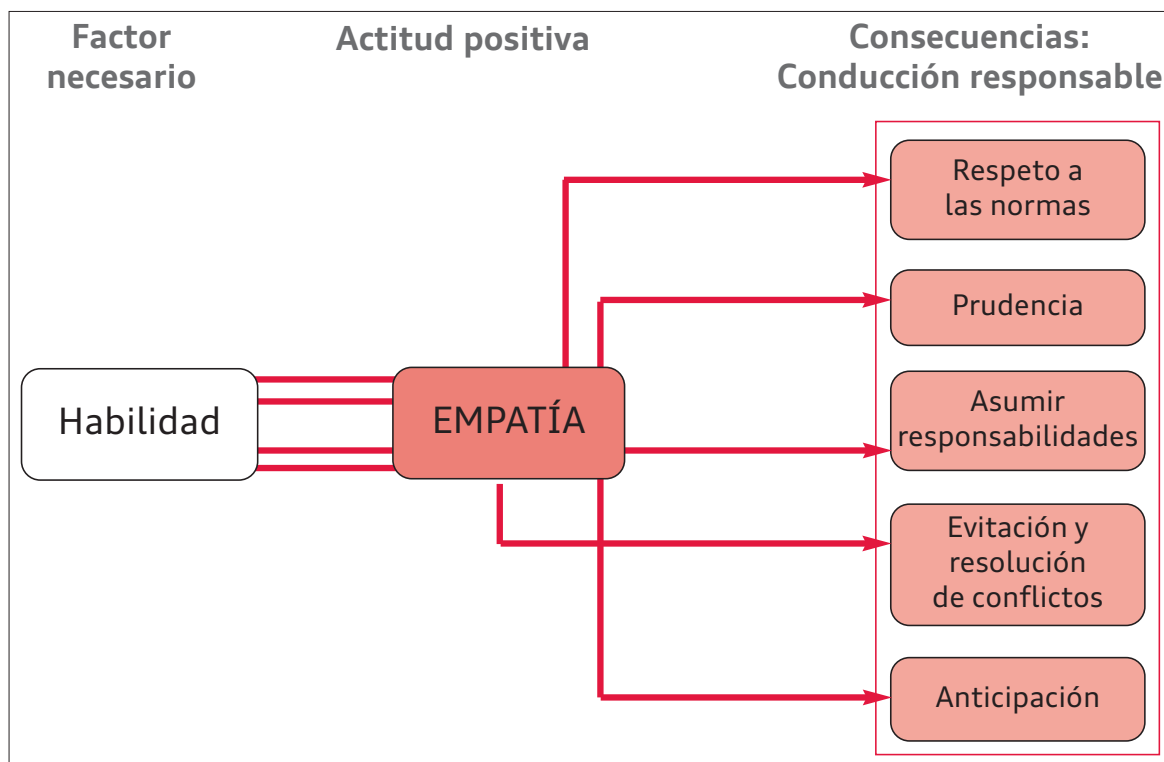 Factor
necesario
Actitud positiva
Consecuencias:
Conducción responsable
Habilidad
EMPATÍA
Respeto a
las normas
Prudencia
Asumir
responsabilidades
Evitación y
resolución
de conflictos
Anticipación